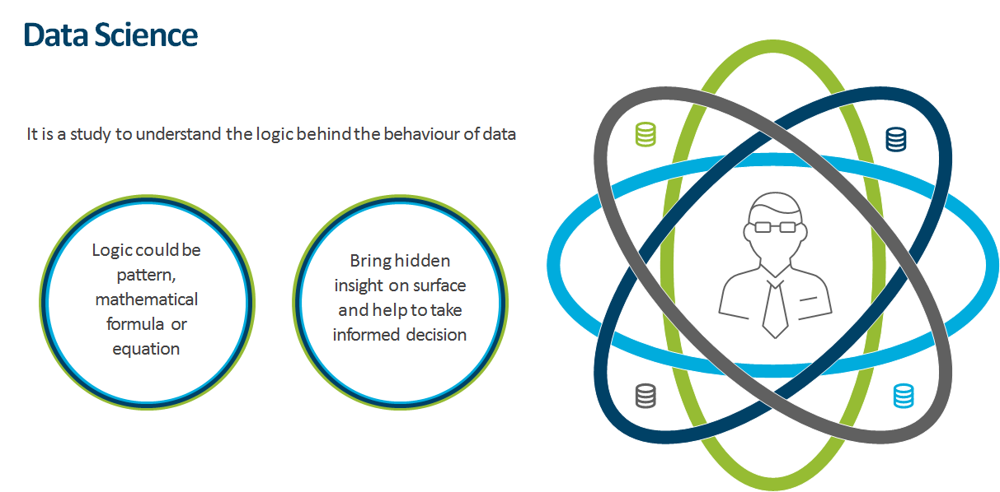 Data Science
It is a study to understand the logic behind the behaviour of data
Logic could be
pattern,
mathematical
formula or
equation
Bring hidden
insight on surface
and help to take
informed decision